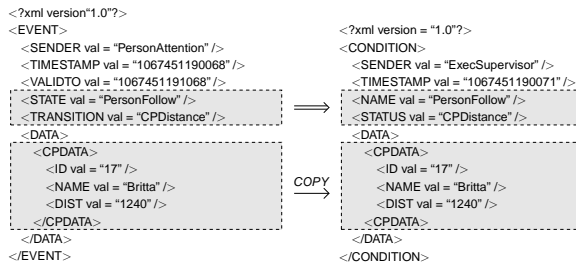 <?xml version“1.0”?>
<EVENT>
<SENDER val = “PersonAttention” />
<TIMESTAMP val = “1067451190068” />
<VALIDTO val = “1067451191068” />
<STATE val = “PersonFollow” />
<TRANSITION val = “CPDistance” />
<DATA>
<CPDATA>
<ID val = “17” />
<NAME val = “Britta” />
<DIST val = “1240” />
</CPDATA>
</DATA>
</EVENT>
COPY
<?xml version = “1.0”?>
<CONDITION>
<SENDER val = “ExecSupervisor” />
<TIMESTAMP val = “1067451190071” />
<NAME val = “PersonFollow” />
<STATUS val = “CPDistance” />
<DATA>
<CPDATA>
<ID val = “17” />
<NAME val = “Britta” />
<DIST val = “1240” />
<CPDATA>
</DATA>
</CONDITION>